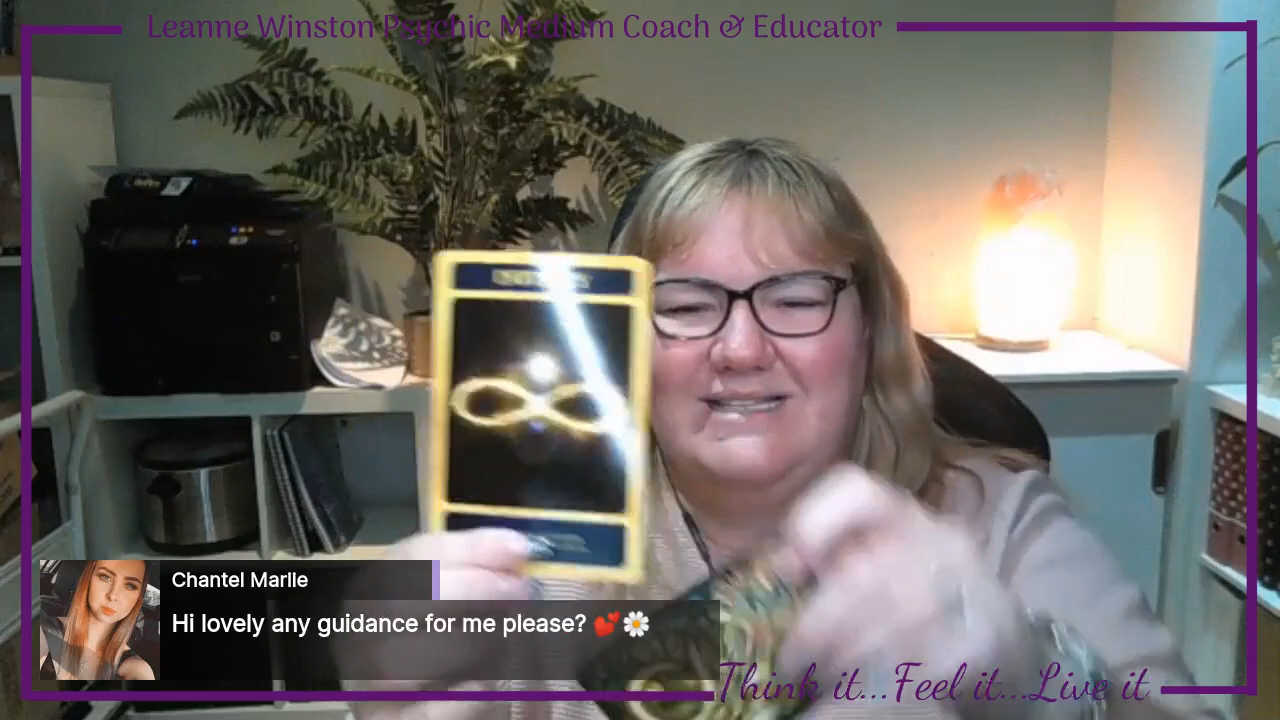 Leanne Winston Psychic Medium Coach & Educator
Chantel Marlie
Hi lovely any guidance for me please? 💕🌼
Think it...Feel it...Live it